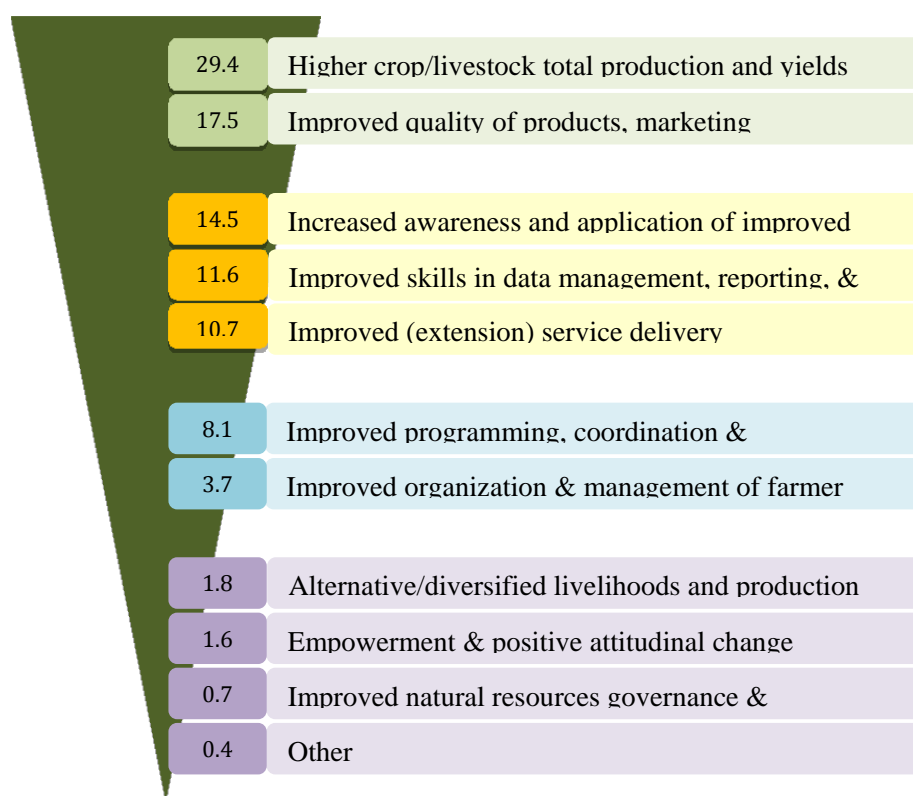 29.4 Higher crop/livestock total production and yields
17.5 Improved quality of products, marketing
14.5 Increased awareness and application of improved
11.6 Improved skills in data management, reporting, &
10.7 Improved (extension) service delivery
8.1 Improved programming, coordination &
3.7 Improved organization & management of farmer
1.8 Alternative/diversified livelihoods and production
1.6 Empowerment & positive attitudinal change
0.7 Improved natural resources governance &
0.4 Other